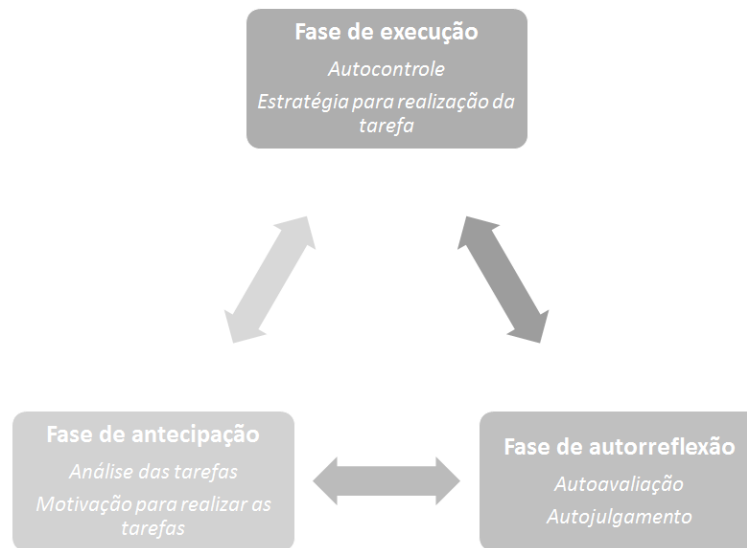 Fase de execução
Autocontrole
Estratégia para realização da
tarefa
Fase de antecipação
Análise das tarefas
Motivação para realizar as
tarefas
Fase de autorreflexão
Autoavaliação
Autojulgamento